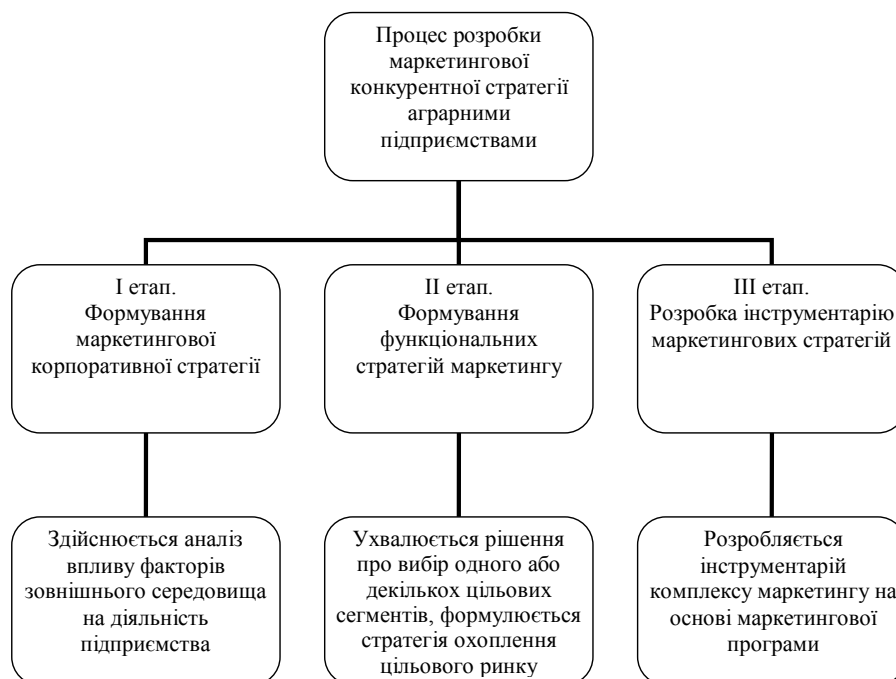 Процес розробки
маркетингової
конкурентної стратегії
аграрними
підприємствами
І етап.
Формування
маркетингової
корпоративної стратегії
ІІ етап.
Формування
функціональних
стратегій маркетингу
ІІІ етап.
Розробка інструментарію
маркетингових стратегій
Здійснюється аналіз
впливу факторів
зовнішнього середовища
на діяльність
підприємства
Ухвалюється рішення
про вибір одного або
декількох цільових
сегментів, формулюється
стратегія охоплення
цільового ринку
Розробляється
інструментарій
комплексу маркетингу на
основі маркетингової
програми